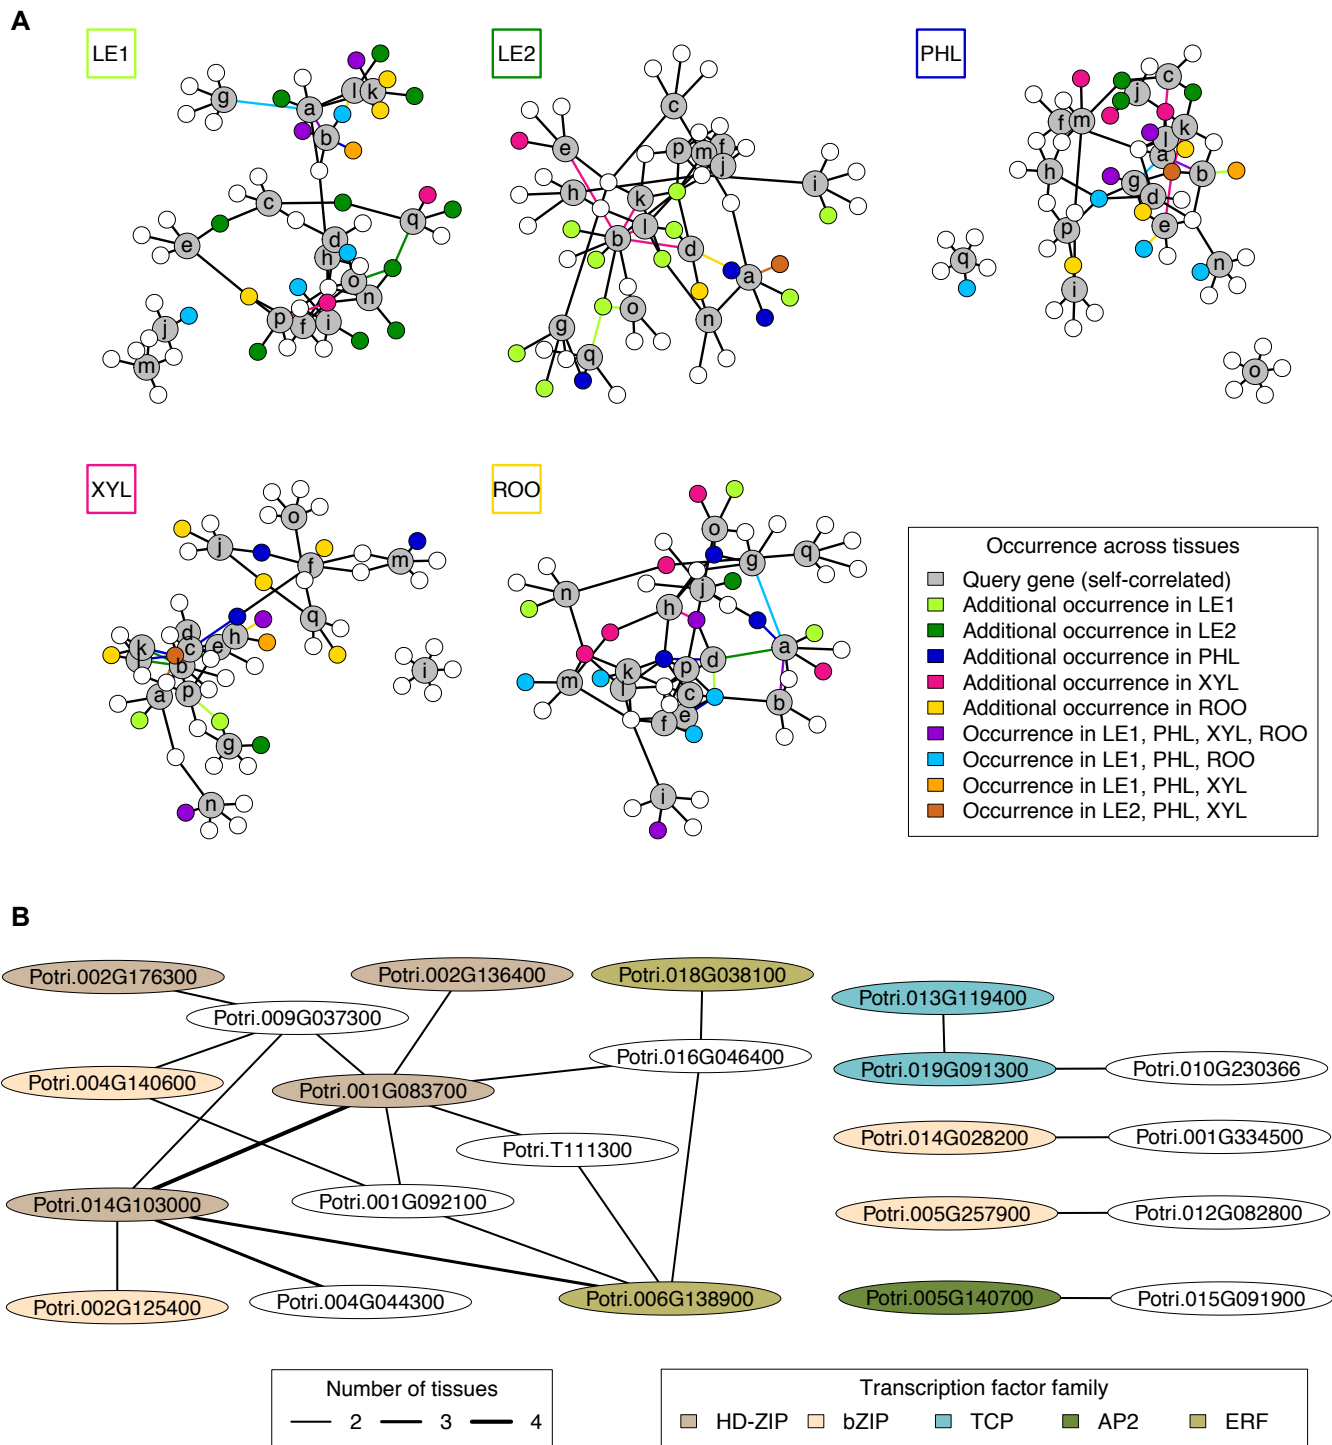 A
LE1
LE2
PHL
g
a
l
k
b
c
q
e
d
h
o
n
p
f
i
j
m
c
e
p
m
f
j
h
k
i
l
b
d
a
g
o
n
q
c
j
f
m
k
l
a
h
g
d
b
e
p
q
n
i
o
XYL
ROO
o
j
f
m
q
d
k
c
e
h
b
i
a
p
g
n
o
g
q
n
j
h
a
d
m
k
p
l
c
b
f
e
i
Occurrence across tissues
Query gene (self-correlated)
Additional occurrence in LE1
Additional occurrence in LE2
Additional occurrence in PHL
Additional occurrence in XYL
Additional occurrence in ROO
Occurrence in LE1, PHL, XYL, ROO
Occurrence in LE1, PHL, ROO
Occurrence in LE1, PHL, XYL
Occurrence in LE2, PHL, XYL
B
Potri.002G176300
Potri.002G136400
Potri.018G038100
Potri.013G119400
Potri.009G037300
Potri.016G046400
Potri.004G140600
Potri.001G083700
Potri.019G091300
Potri.010G230366
Potri.T111300
Potri.014G028200
Potri.001G334500
Potri.014G103000
Potri.001G092100
Potri.005G257900
Potri.012G082800
Potri.002G125400
Potri.004G044300
Potri.006G138900
Potri.005G140700
Potri.015G091900
Number of tissues
2 3 4
Transcription factor family
HD-ZIP bZIP TCP AP2 ERF